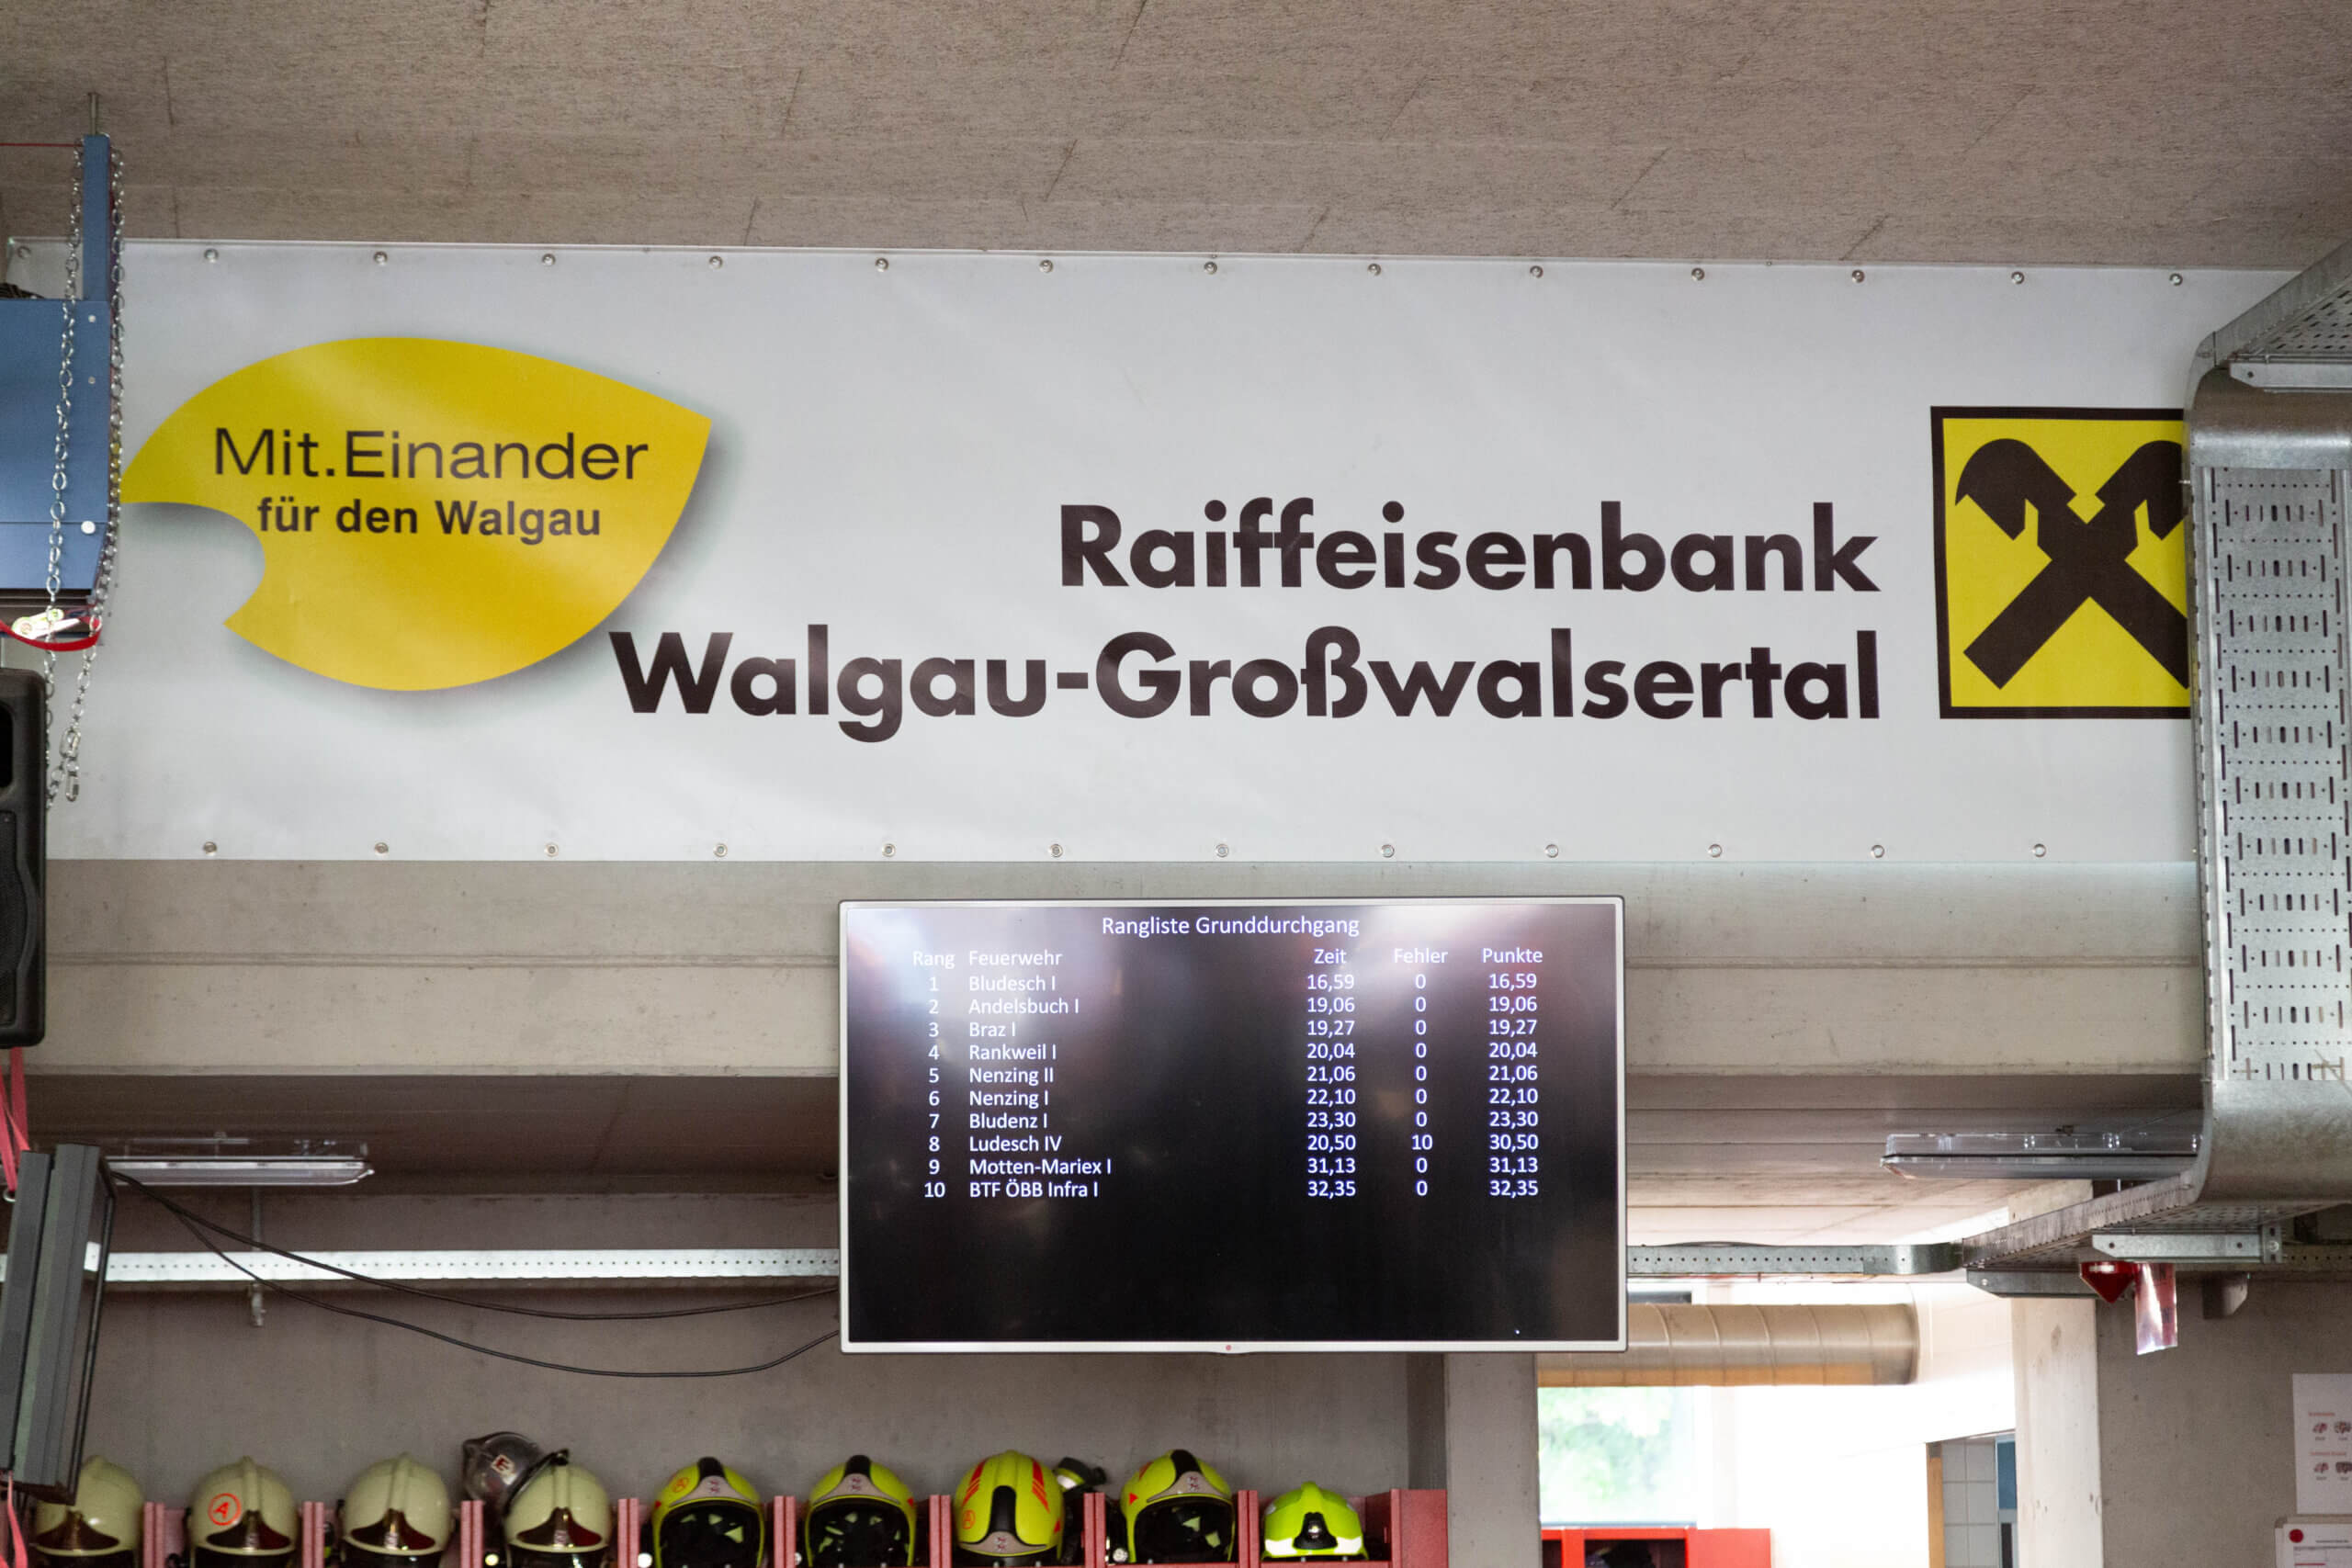 Mit.Einander
für den Walgau
Raiffeisenbank
Walgau-Großwalsertal
Rangliste Grunddurchgang
Rang Feuerwehr Zeit Fehler Punkte
1 Bludesch I 16,59 0 16,59
2 Andelsbuch I 19,06 0 19,06
3 Braz I 19,27 0 19,27
4 Rankweil I 20,04 0 20,04
5 Nenzing II 21,06 0 21,06
6 Nenzing I 22,10 0 22,10
7 Bludenz I 23,30 0 23,30
8 Ludesch IV 20,50 10 30,50
9 Motten-Mariex I 31,13 0 31,13
10 BTF ÖBB Infra I 32,35 0 32,35
E
A